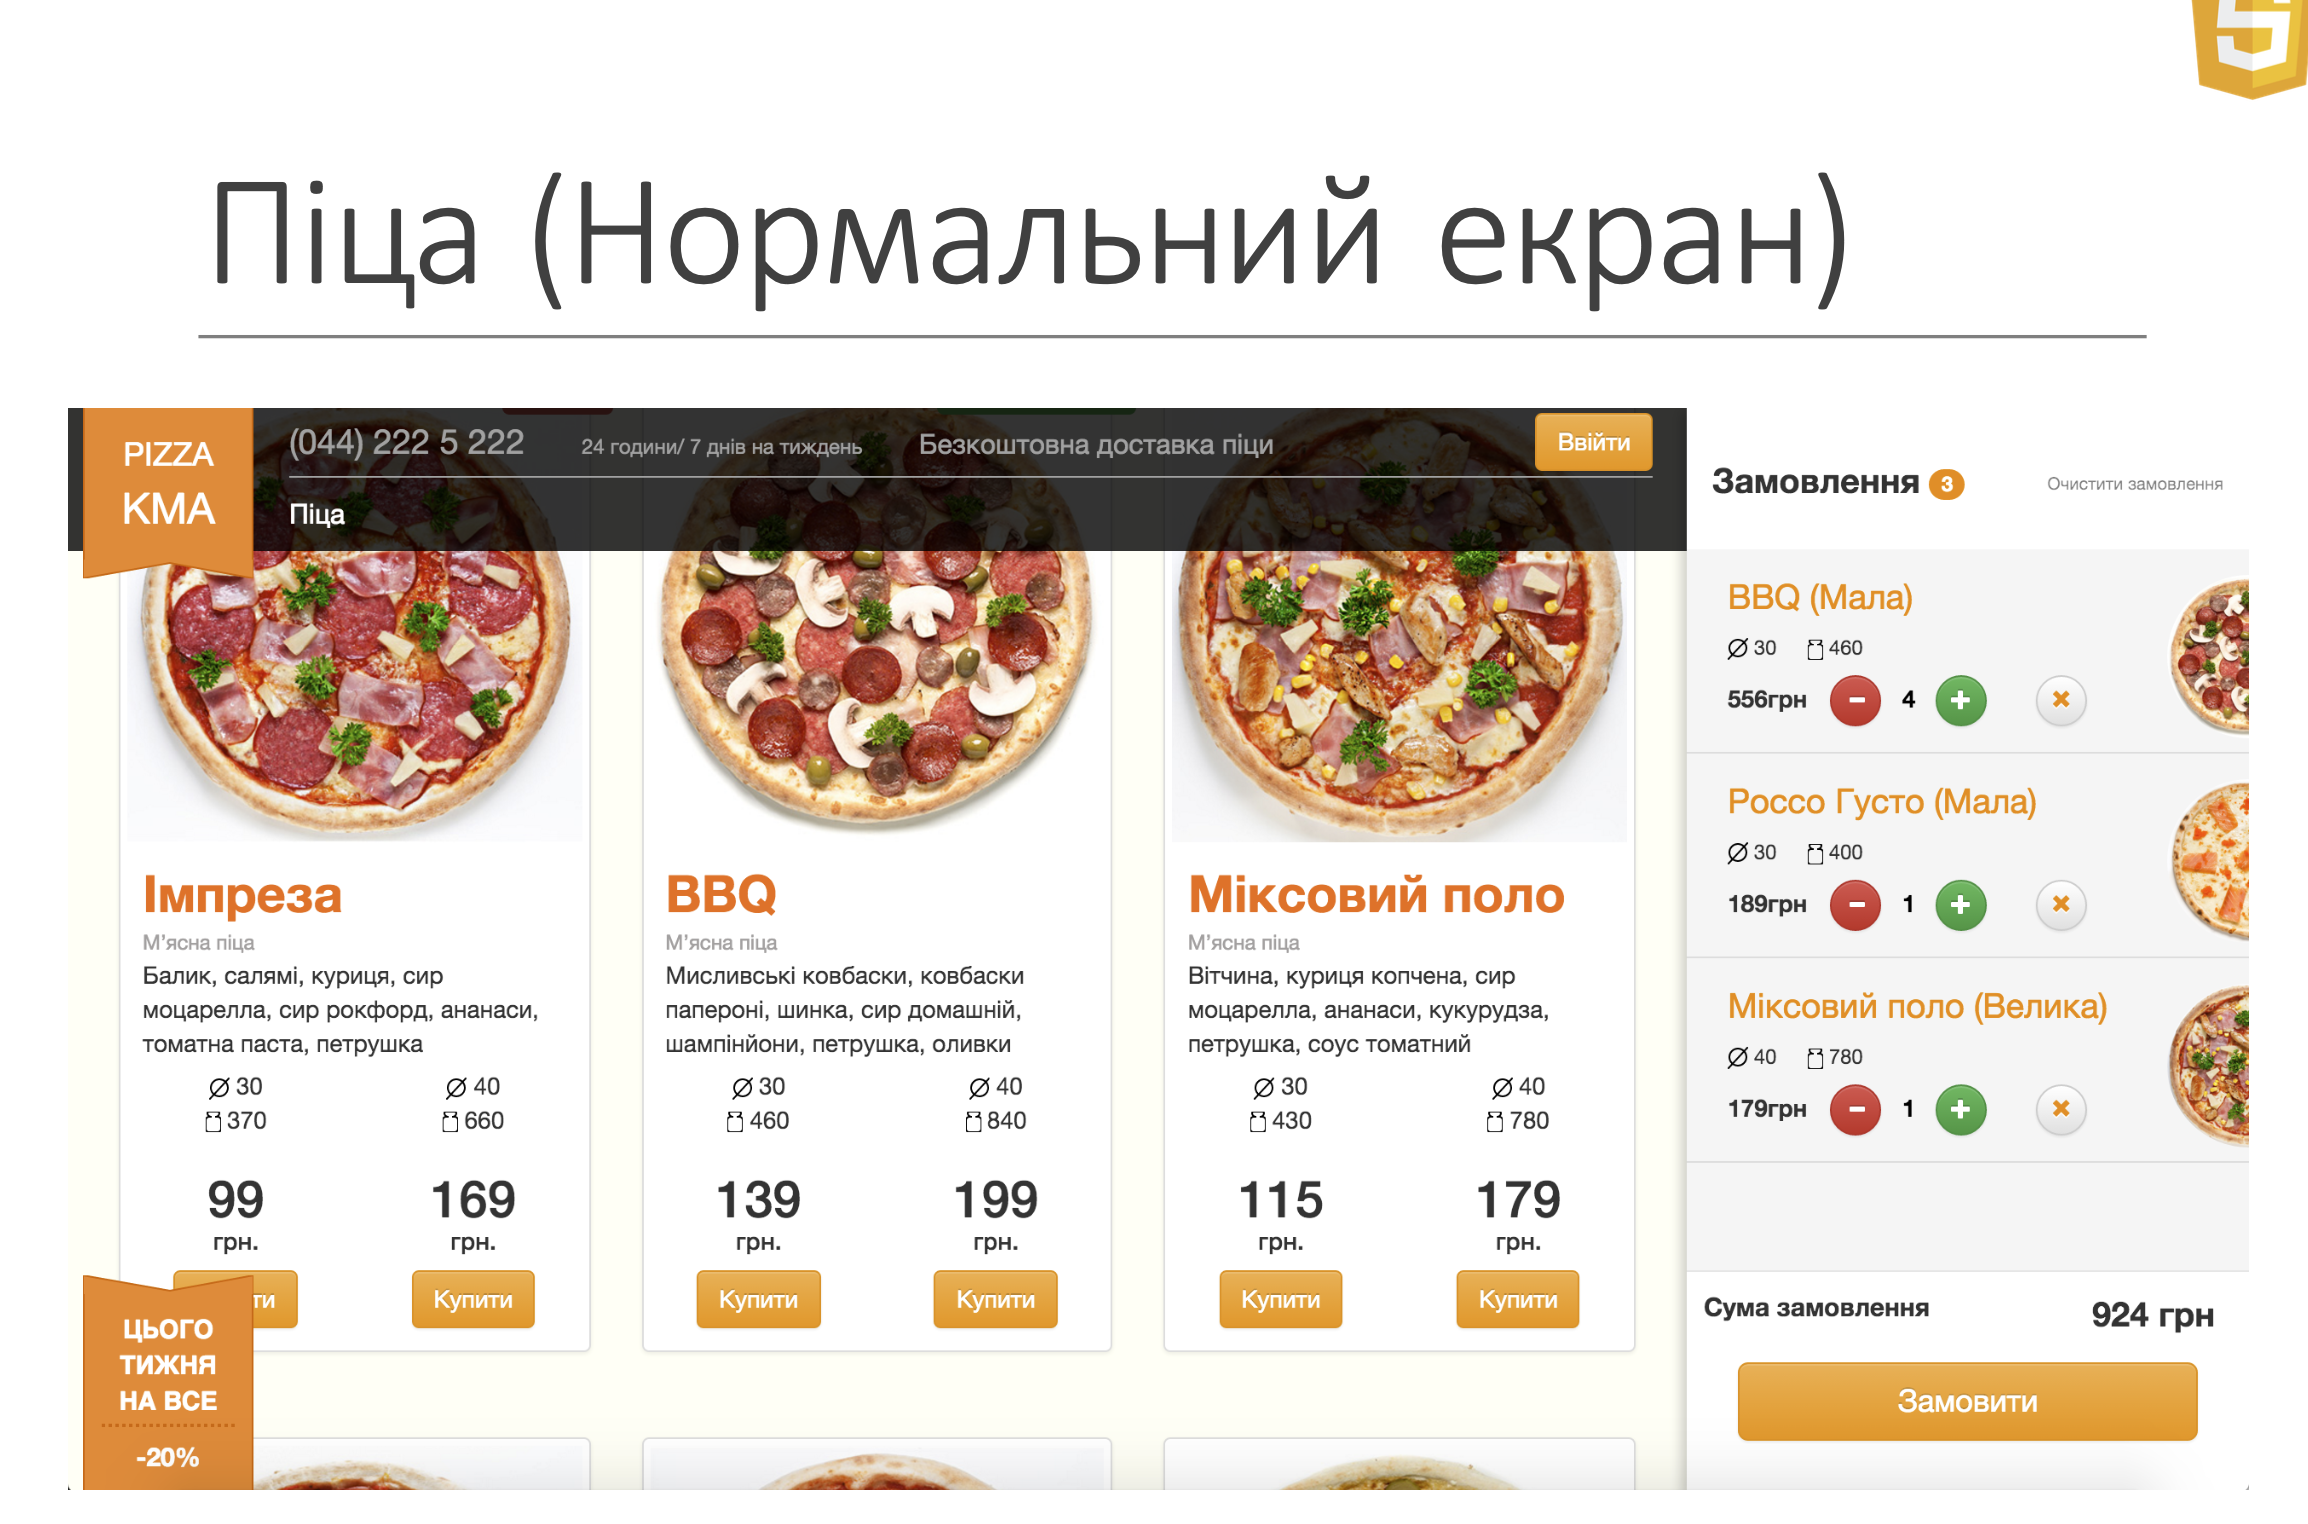 Піца (Нормальний екран)
PIZZA
KMA
(044) 222 5 222 24 години/ 7 днів на тиждень Безкоштовна доставка піци Ввійти
Піца
Замовлення 3 Очистити замовлення
Імпреза
М’ясна піца
Балик, салямі, куриця, сир
моцарелла, сир рокфорд, ананаси,
томатна паста, петрушка
30 40
370 660
99 169
грн. грн.
ти Купити
BBQ
М’ясна піца
Мисливські ковбаски, ковбаски
папероні, шинка, сир домашній,
шампінйони, петрушка, оливки
30 40
460 840
139 199
грн. грн.
Купити Купити
Міксовий поло
М’ясна піца
Вітчина, куриця копчена, сир
моцарелла, ананаси, кукурудза,
петрушка, соус томатний
30 40
430 780
115 179
грн. грн.
Купити Купити
ЦЬОГО
ТИЖНЯ
НА ВСЕ
-20%
BBQ (Мала)
30 460
556грн 4
Россо Густо (Мала)
30 400
189грн 1
Міксовий поло (Велика)
40 780
179грн 1
Сума замовлення 924 грн
Замовити